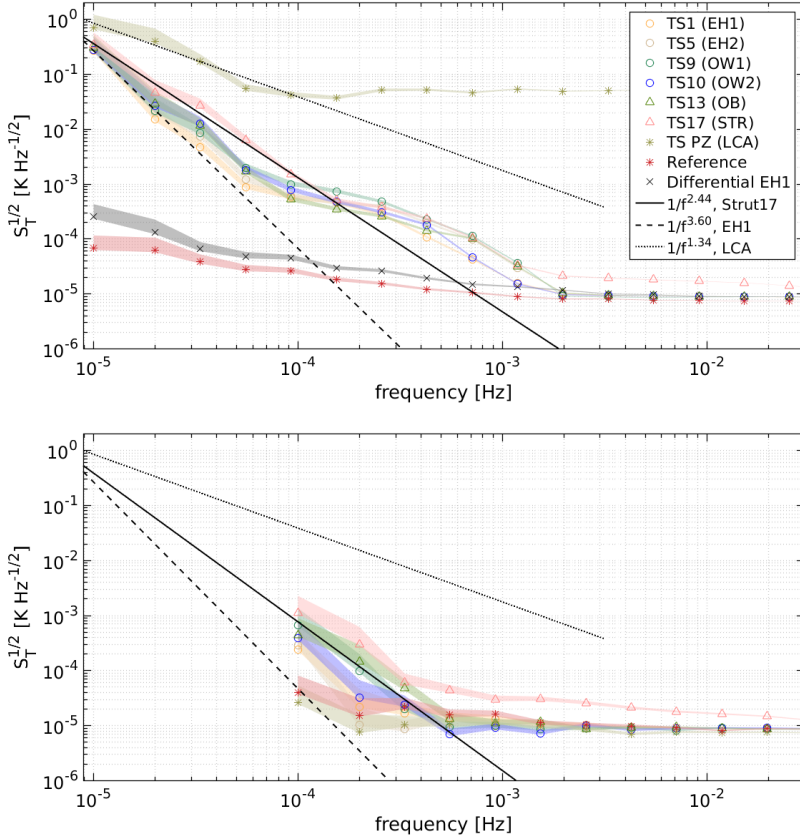 10^0
10^-1
10^-2
10^-3
10^-4
10^-5
10^-6
S_T^1/2 [K Hz^-1/2]
10^-5 10^-4 10^-3 10^-2
frequency [Hz]
TS1 (EH1)
TS5 (EH2)
TS9 (OW1)
TS10 (OW2)
TS13 (OB)
TS17 (STR)
TS PZ (LCA)
Reference
Differential EH1
1/f^2.44, Strut17
1/f^3.60, EH1
1/f^1.34, LCA
10^0
10^-1
10^-2
10^-3
10^-4
10^-5
10^-6
S_T^1/2 [K Hz^-1/2]
10^-5 10^-4 10^-3 10^-2
frequency [Hz]